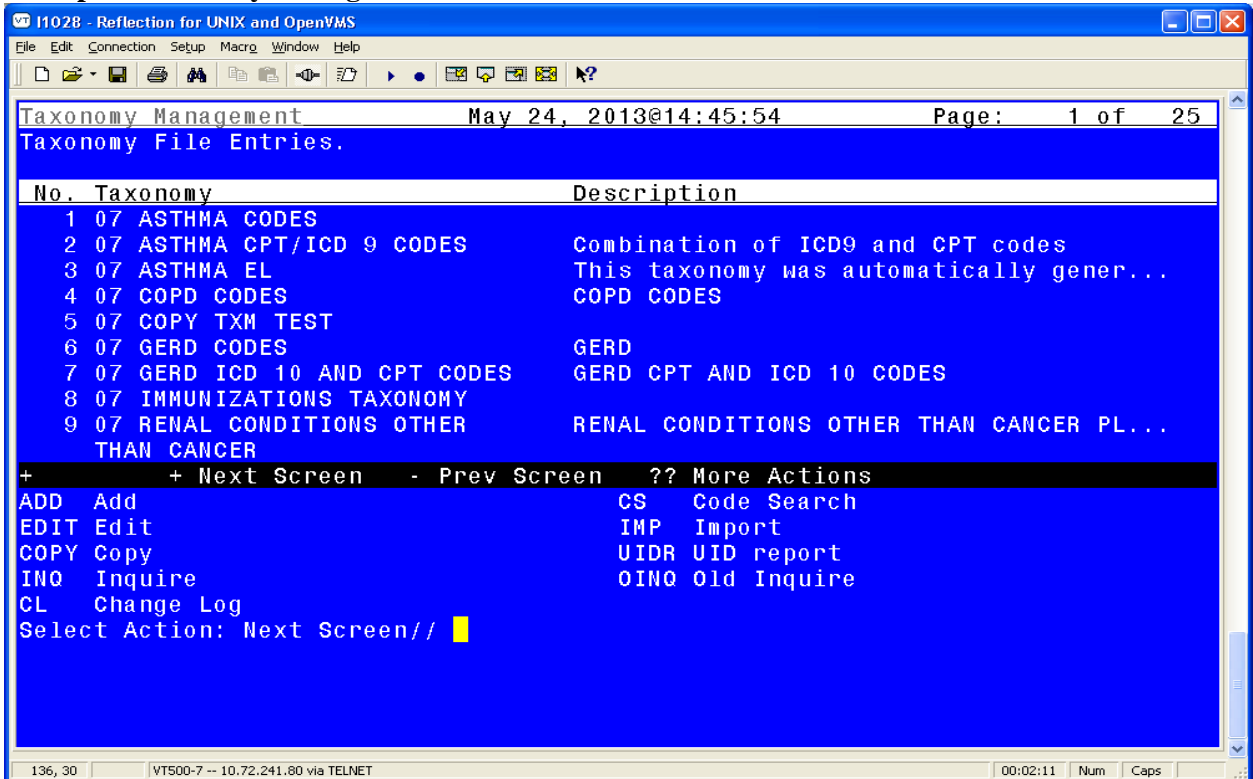 I1028 - Reflection for UNIX and OpenVMS
File Edit Connection Setup Macro Window Help
Taxonomy Management May 24, 2013@14:45:54 Page: 1 of 25
Taxonomy File Entries.
No. Taxonomy Description
1 07 ASTHMA CODES
2 07 ASTHMA CPT/ICD 9 CODES Combination of ICD9 and CPT codes
3 07 ASTHMA EL This taxonomy was automatically gener...
4 07 COPD CODES COPD CODES
5 07 COPY TXM TEST
6 07 GERD CODES GERD
7 07 GERD ICD 10 AND CPT CODES GERD CPT AND ICD 10 CODES
8 07 IMMUNIZATIONS TAXONOMY
9 07 RENAL CONDITIONS OTHER RENAL CONDITIONS OTHER THAN CANCER PL...
THAN CANCER
+ + Next Screen - Prev Screen ?? More Actions
ADD Add CS Code Search
EDIT Edit IMP Import
COPY Copy UIDR UID report
INQ Inquire OINQ Old Inquire
CL Change Log
Select Action: Next Screen//
136, 30 VT500-7 -- 10.72.241.80 via TELNET 00:02:11 Num Caps